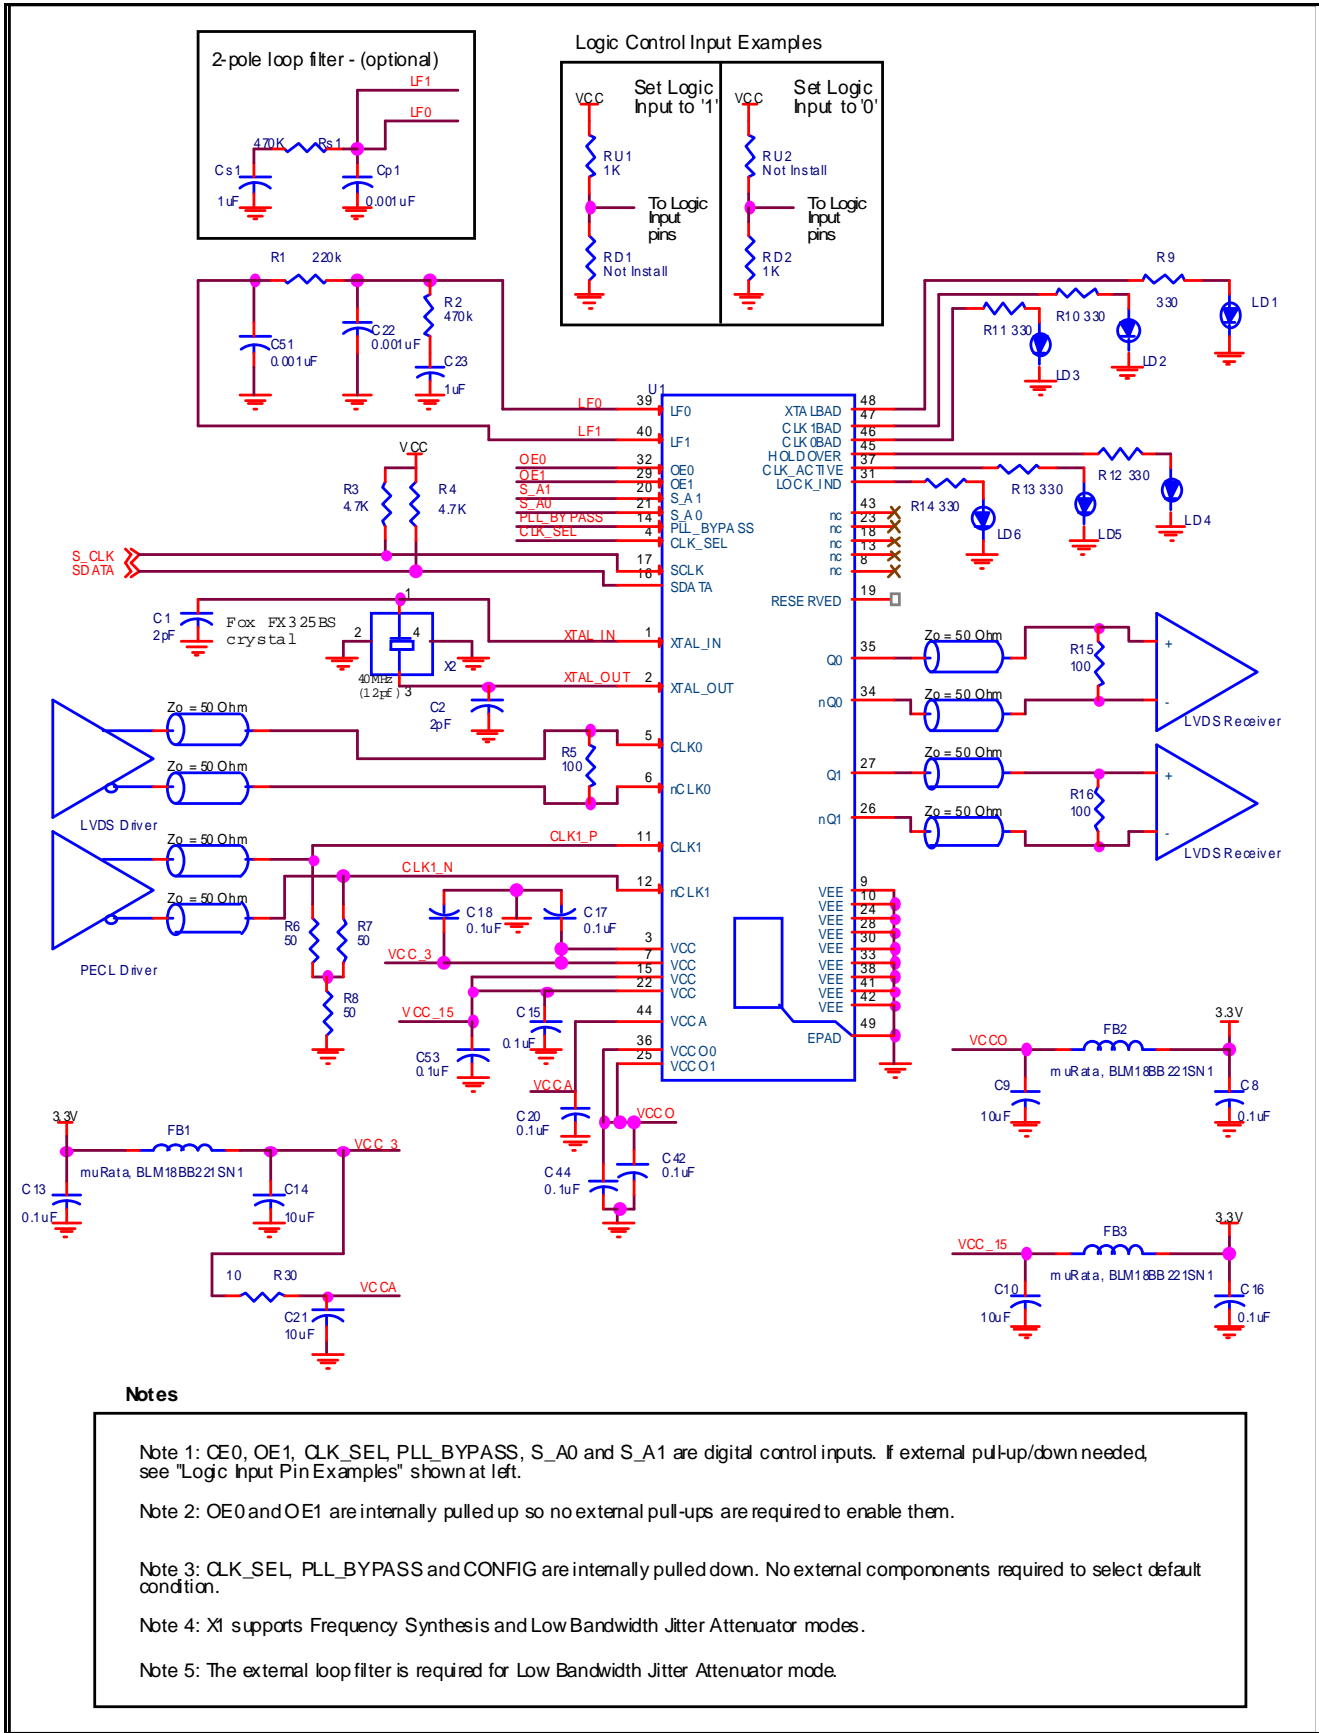 2-pole loop filter - (optional)
LF1
LF0
470K Rs1
Cs1
1uF
Cp1
0.001uF
Logic Control Input Examples
VCC
Set Logic
Input to '1'
RU1
1K
To Logic
Input
pins
RD1
Not Install
VCC
Set Logic
Input to '0'
RU2
Not Install
To Logic
Input
pins
RD2
1K
R1 220k
C51
0.001uF
C22
0.001uF
R2
470k
C23
1uF
R9
330
LD1
R10 330
LD2
R11 330
LD3
R12 330
LD4
R13 330
LD5
R14 330
LD6
U1
LF0 39 LF0
LF1 40 LF1
OE0 32 OE0
OE1 29 OE1
S_A1 20 S_A1
S_A0 21 S_A0
PLL_BYPASS 14 PLL_BYPASS
CLK_SEL 4 CLK_SEL
17 SCLK
16 SDATA
XTAL_IN 1 XTAL_IN
XTAL_OUT 2 XTAL_OUT
5 CLK0
6 nCLK0
CLK1_P 11 CLK1
CLK1_N 12 nCLK1
3 VCC
7 VCC
15 VCC
22 VCC
44 VCCA
36 VCCO0
25 VCCO1
XTALBAD 48
CLK1BAD 47
CLK0BAD 46
HOLDOVER 45
CLK_ACTIVE 37
LOCK_IND 31
nc 43
nc 23
nc 18
nc 13
nc 8
RESERVED 19
Q0 35
nQ0 34
Q1 27
nQ1 26
VEE 9
VEE 10
VEE 24
VEE 28
VEE 30
VEE 33
VEE 38
VEE 41
VEE 42
EPAD 49
VCC
R3
4.7K
R4
4.7K
S_CLK
SDATA
C1
2pF
Fox FX325BS
crystal
1
2
4
3
X2
40MHz
(12pf)
C2
2pF
Zo = 50 Ohm
Zo = 50 Ohm
LVDS Driver
R5
100
Zo = 50 Ohm
Zo = 50 Ohm
PECL Driver
R6
50
R7
50
R8
50
Zo = 50 Ohm
Zo = 50 Ohm
R15
100
+
-
LVDS Receiver
Zo = 50 Ohm
Zo = 50 Ohm
R16
100
+
-
LVDS Receiver
C18
0.1uF
C17
0.1uF
VCC_3
VCC_15
C15
0.1uF
C53
0.1uF
VCCA
C20
0.1uF
VCCO
C44
0.1uF
C42
0.1uF
3.3V
FB1
VCC_3
muRata, BLM18BB221SN1
C13
0.1uF
C14
10uF
10 R30
VCCA
C21
10uF
VCCO
FB2
3.3V
muRata, BLM18BB221SN1
C9
10uF
C8
0.1uF
VCC_15
FB3
3.3V
muRata, BLM18BB221SN1
C10
10uF
C16
0.1uF
Notes
Note 1: OE0, OE1, CLK_SEL, PLL_BYPASS, S_A0 and S_A1 are digital control inputs. If external pull-up/down needed,
see "Logic Input Pin Examples" shown at left.
Note 2: OE0 and OE1 are internally pulled up so no external pull-ups are required to enable them.
Note 3: CLK_SEL, PLL_BYPASS and CONFIG are internally pulled down. No external compoonents required to select default
condition.
Note 4: X1 supports Frequency Synthesis and Low Bandwidth Jitter Attenuator modes.
Note 5: The external loop filter is required for Low Bandwidth Jitter Attenuator mode.